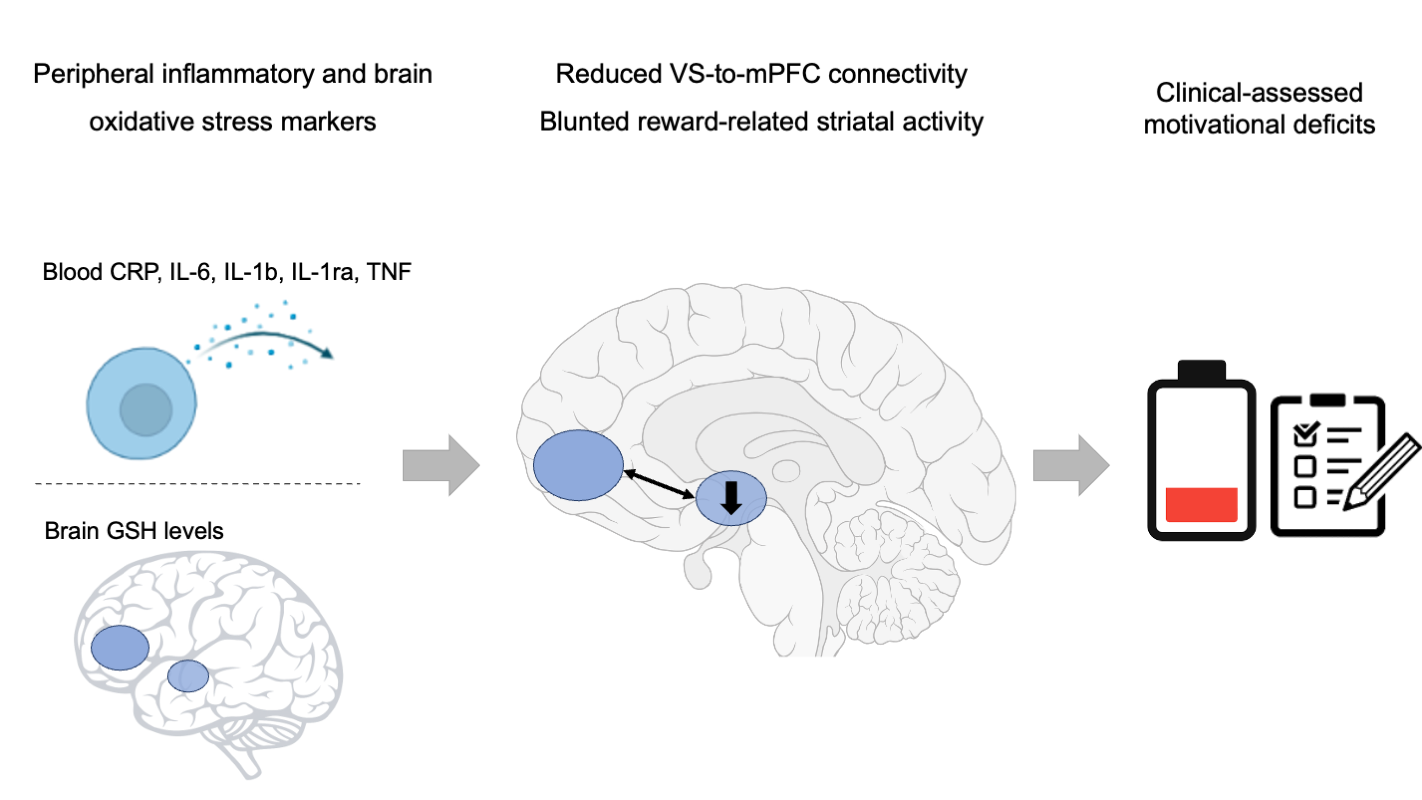 Peripheral inflammatory and brain
oxidative stress markers
Reduced VS-to-mPFC connectivity
Blunted reward-related striatal activity
Clinical-assessed
motivational deficits
Blood CRP, IL-6, IL-1b, IL-1ra, TNF
Brain GSH levels